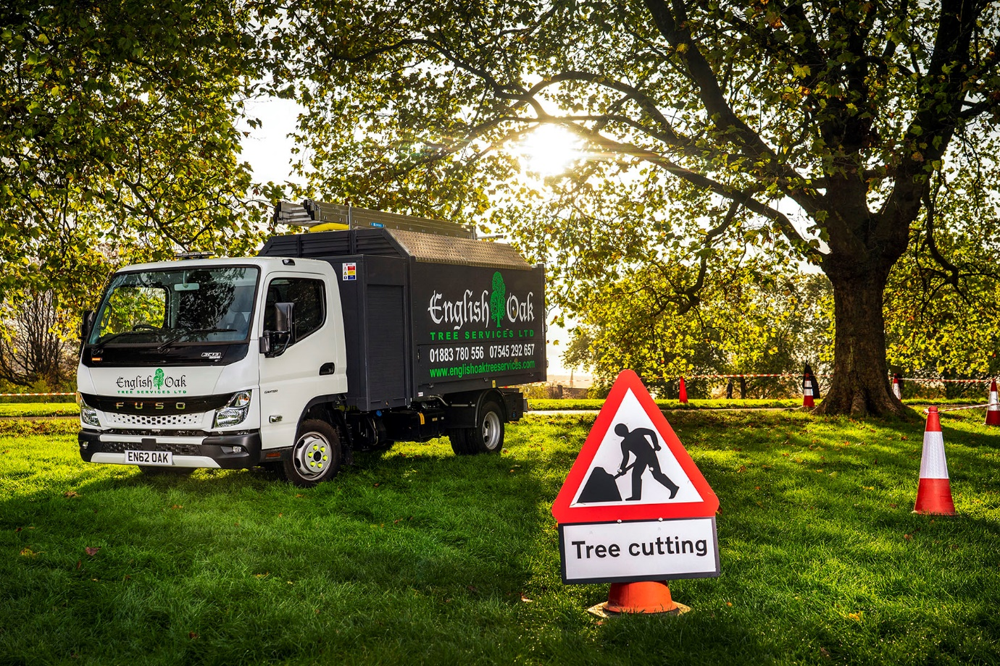 English Oak
TREE SERVICES LTD
01883 780 556 07545 292 657
www.englishoaktreeservices.com
English Oak
TREE SERVICES LTD
FUSO
CANTER
EN62 OAK
Tree cutting